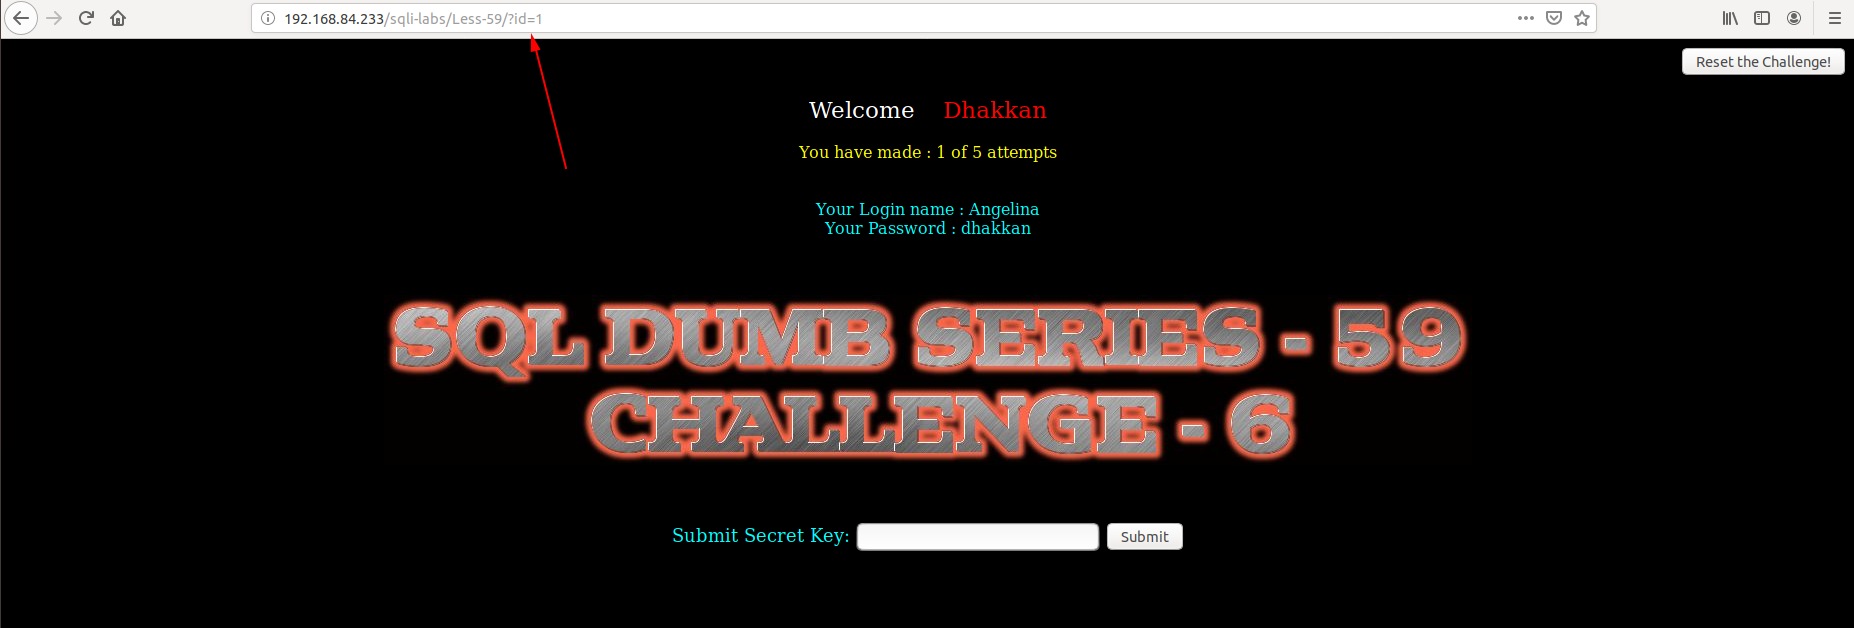 192.168.84.233/sqli-labs/Less-59/?id=1
Reset the Challenge!
Welcome Dhakkan
You have made : 1 of 5 attempts
Your Login name : Angelina
Your Password : dhakkan
SQL DUMB SERIES - 59
CHALLENGE - 6
Submit Secret Key: Submit